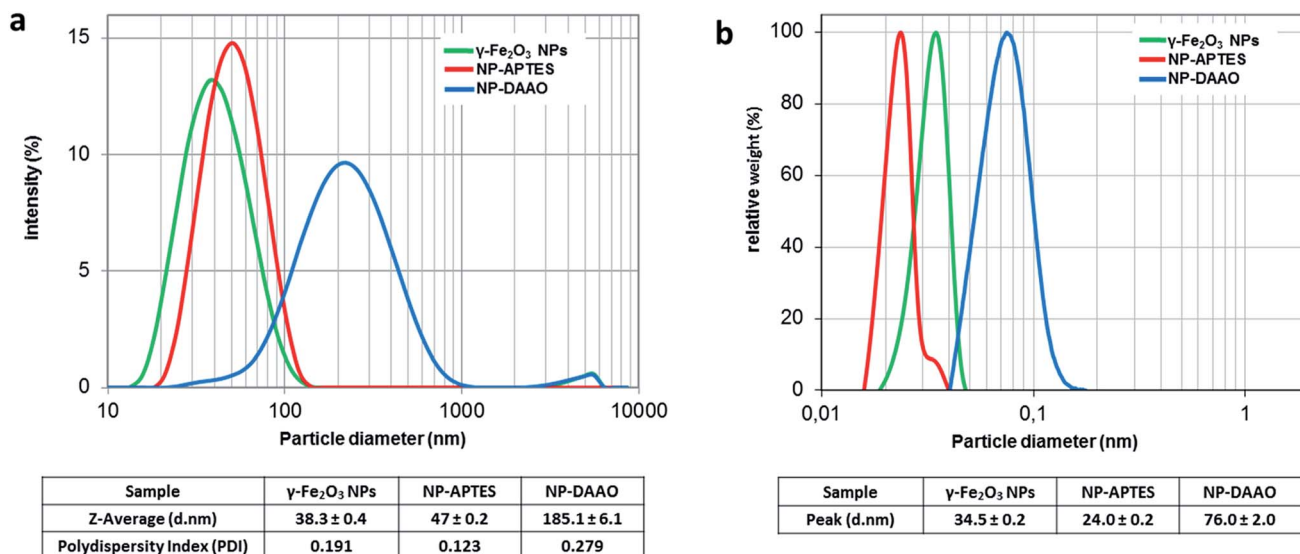 a
15
10
5
0
Intensity (%)
γ-Fe₂O₃ NPs
NP-APTES
NP-DAAO
10 100 1000 10000
Particle diameter (nm)
Sample γ-Fe₂O₃ NPs NP-APTES NP-DAAO
Z-Average (d.nm) 38.3 ± 0.4 47 ± 0.2 185.1 ± 6.1
Polydispersity Index (PDI) 0.191 0.123 0.279
b
100
80
60
40
20
0
relative weight (%)
γ-Fe₂O₃ NPs
NP-APTES
NP-DAAO
0,01 0,1 1
Particle diameter (nm)
Sample γ-Fe₂O₃ NPs NP-APTES NP-DAAO
Peak (d.nm) 34.5 ± 0.2 24.0 ± 0.2 76.0 ± 2.0